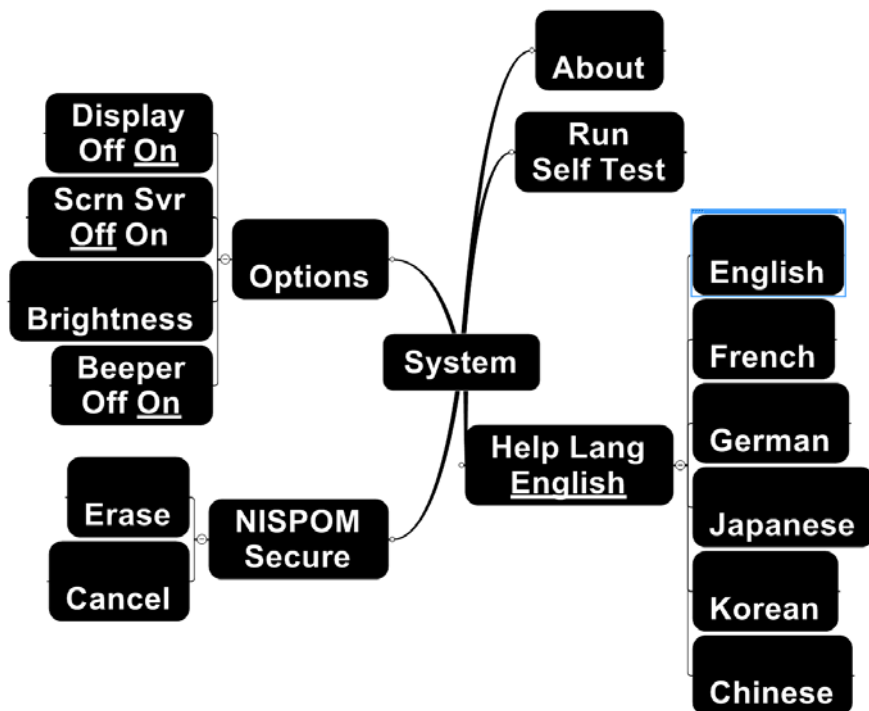 About
Run
Self Test
Display
Off On
Scrn Svr
Off On
Brightness
Beeper
Off On
Options
System
English
French
German
Japanese
Korean
Chinese
Help Lang
English
NISPOM
Secure
Erase
Cancel